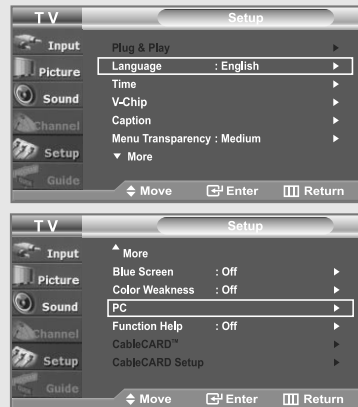 TV Setup
Input
Picture
Sound
Channel
Setup
Guide
Plug & Play
Language : English
Time
V-Chip
Caption
Menu Transparency : Medium
▼ More
Move Enter Return
TV Setup
Input
Picture
Sound
Channel
Setup
Guide
▲ More
Blue Screen : Off
Color Weakness : Off
PC
Function Help : Off
CableCARD™
CableCARD Setup
Move Enter Return